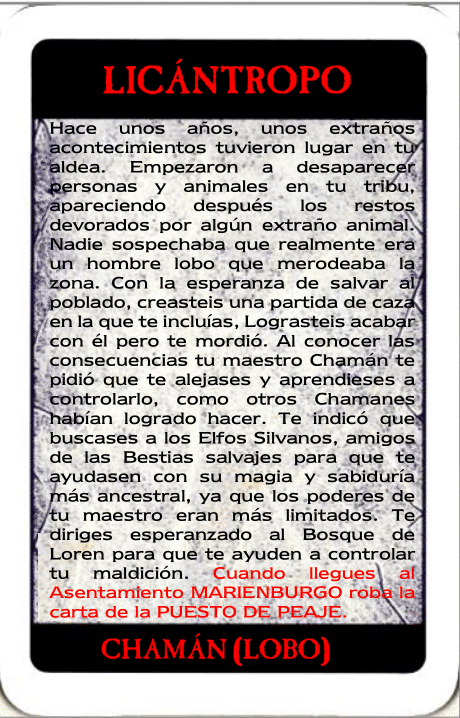 LICÁNTROPO
Hace unos años, unos extraños
acontecimientos tuvieron lugar en tu
aldea. Empezaron a desaparecer
personas y animales en tu tribu,
apareciendo después los restos
devorados por algún extraño animal.
Nadie sospechaba que realmente era
un hombre lobo que merodeaba la
zona. Con la esperanza de salvar al
poblado, creasteis una partida de caza
en la que te incluías, Lograsteis acabar
con él pero te mordió. Al conocer las
consecuencias tu maestro Chamán te
pidió que te alejases y aprendieses a
controlarlo, como otros Chamanes
habían logrado hacer. Te indicó que
buscases a los Elfos Silvanos, amigos
de las Bestias salvajes para que te
ayudasen con su magia y sabiduría
más ancestral, ya que los poderes de
tu maestro eran más limitados. Te
diriges esperanzado al Bosque de
Loren para que te ayuden a controlar
tu maldición. Cuando llegues al
Asentamiento MARIENBURGO roba la
carta de la PUESTO DE PEAJE.
CHAMÁN (LOBO)